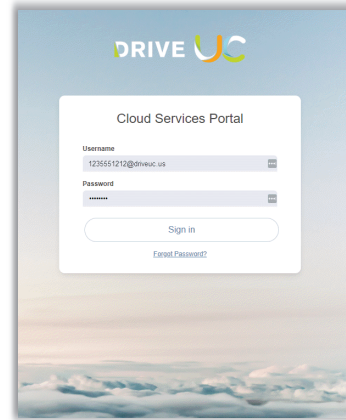 DRIVE UC
Cloud Services Portal
Username
1235551212@driveuc.us
Password
••••••••
Sign in
Forgot Password?